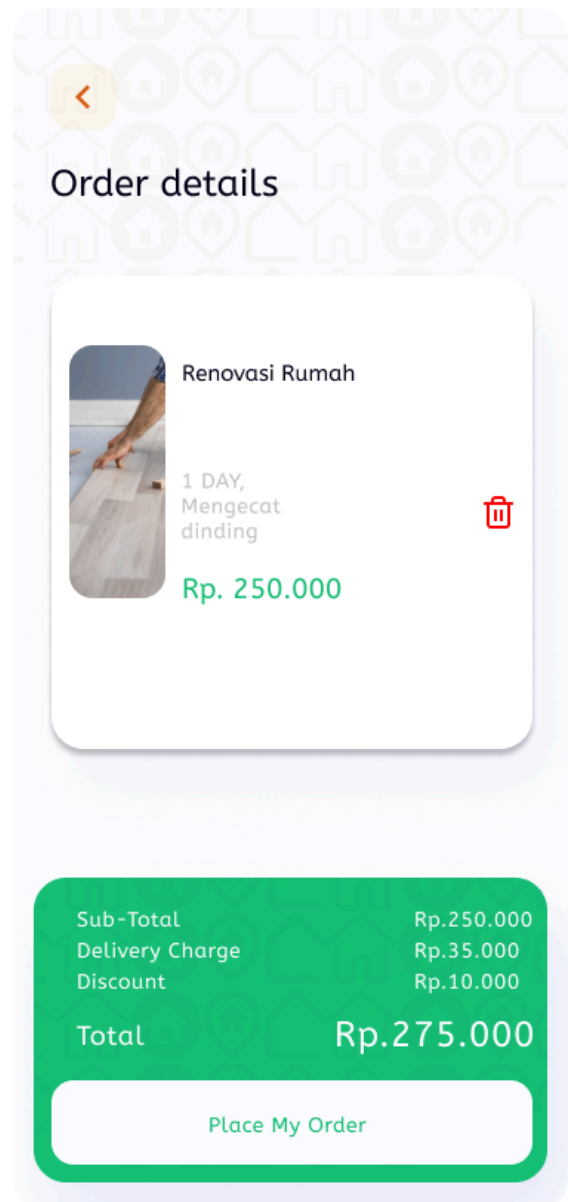 Order details
Renovasi Rumah
1 DAY,
Mengecat
dinding
Rp. 250.000
Sub-Total Rp.250.000
Delivery Charge Rp.35.000
Discount Rp.10.000
Total Rp.275.000
Place My Order